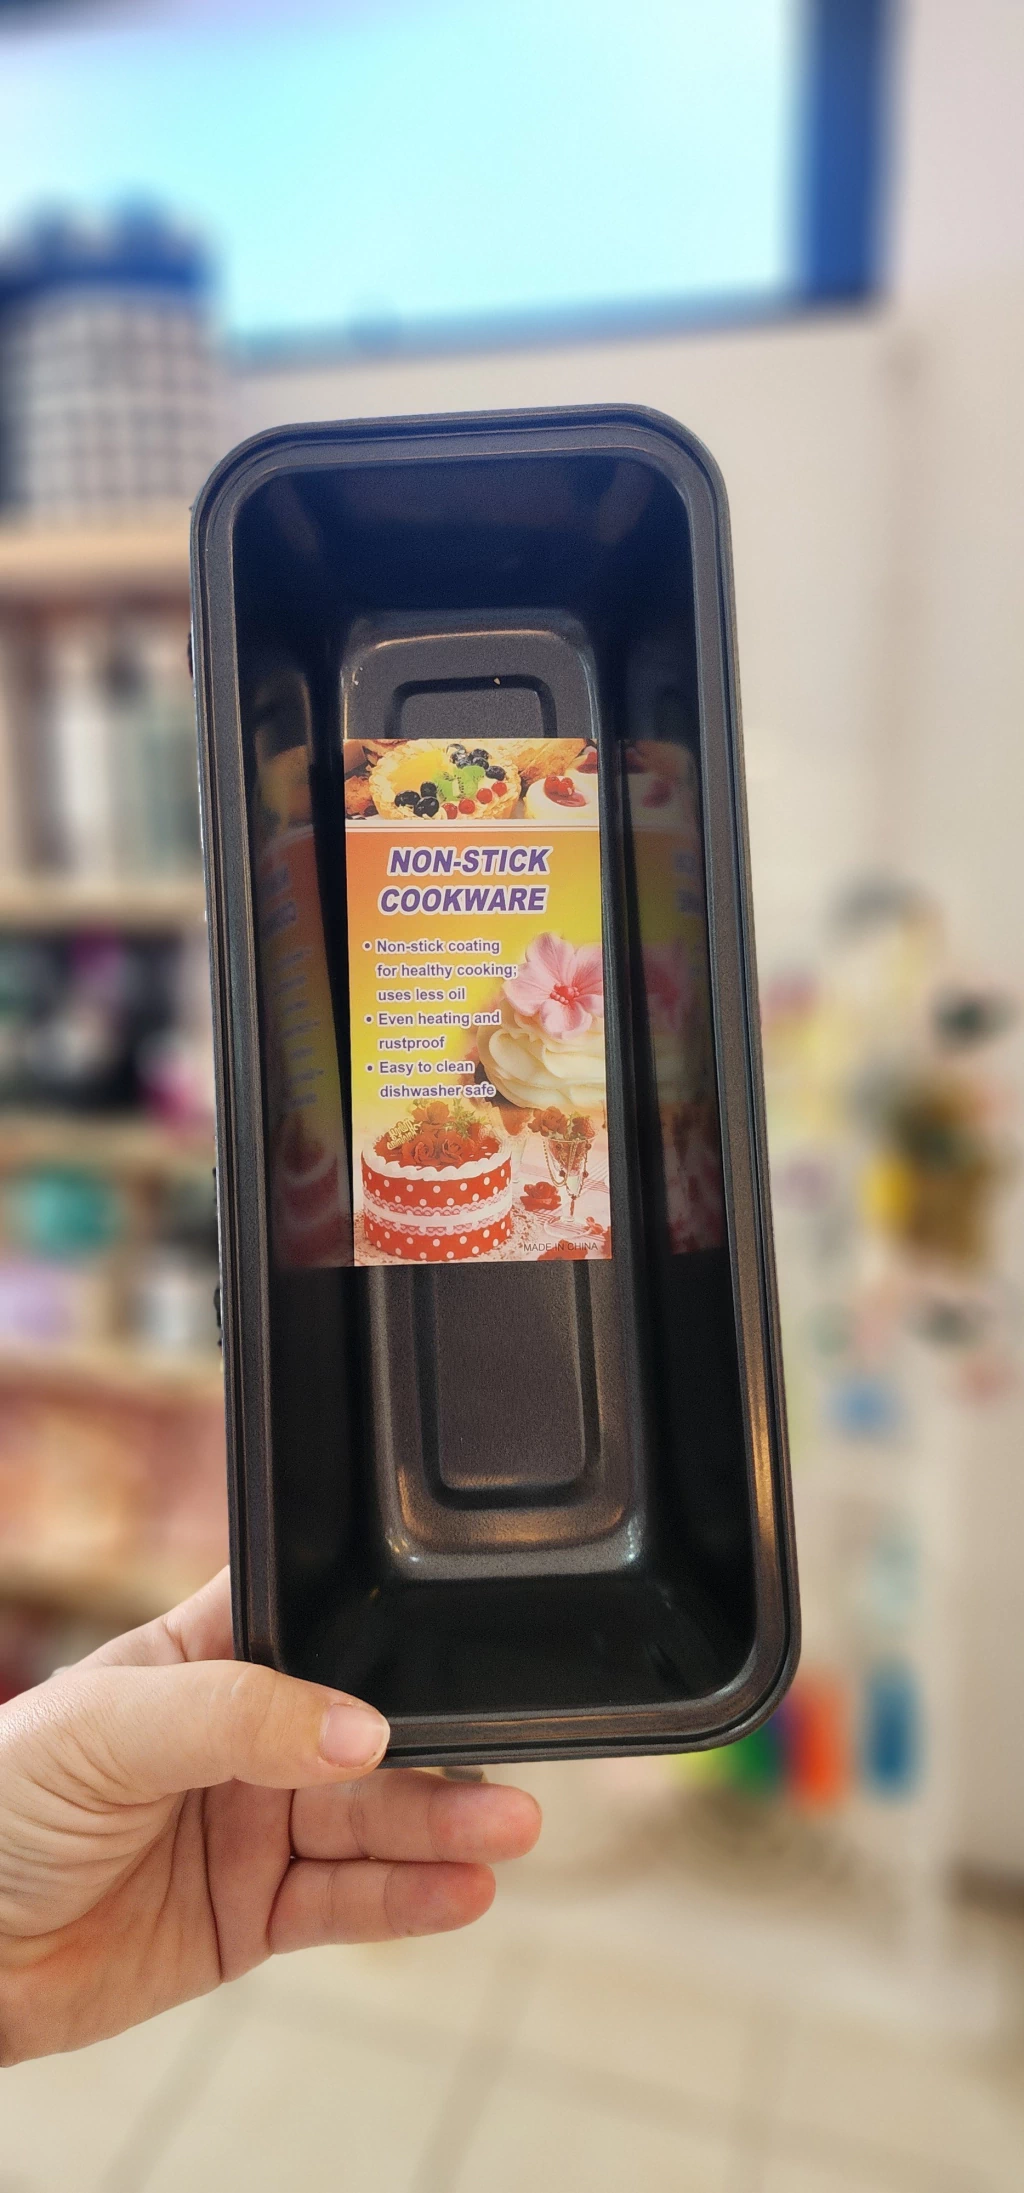 NON-STICK
COOKWARE
• Non-stick coating
for healthy cooking;
uses less oil
• Even heating and
rustproof
• Easy to clean
dishwasher safe
MADE IN CHINA